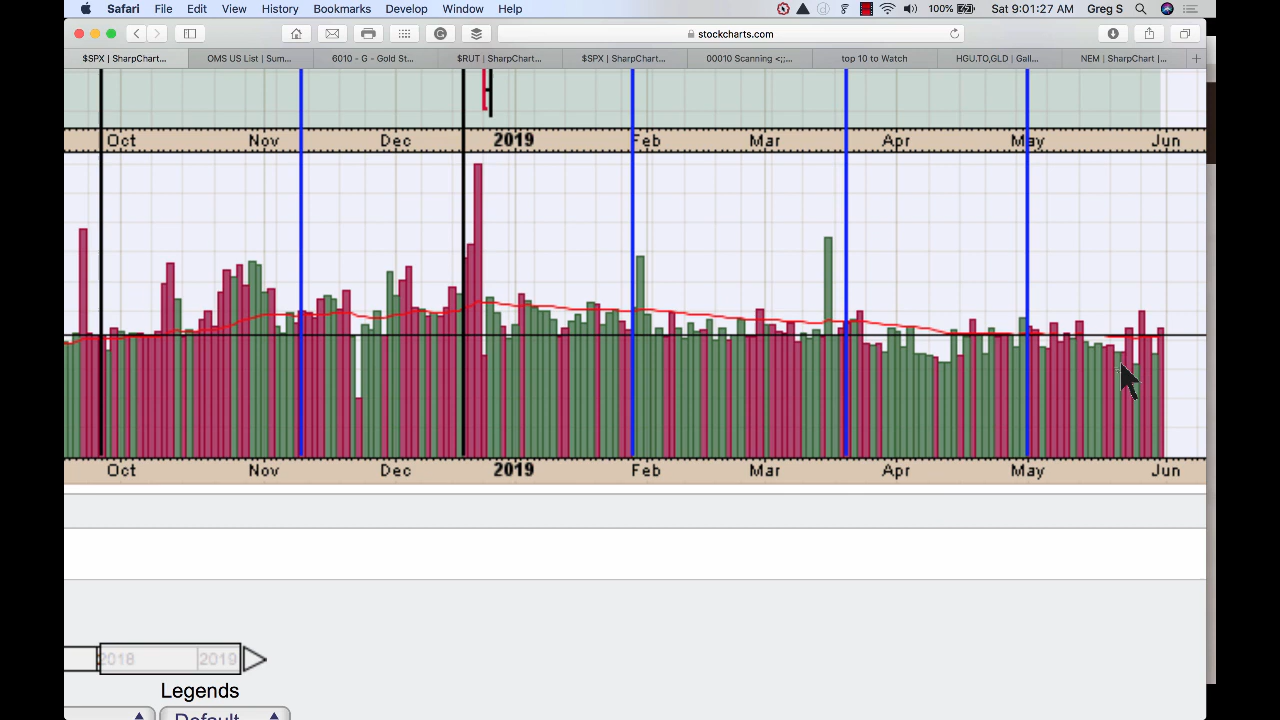 Safari File Edit View History Bookmarks Develop Window Help 100% Sat 9:01:27 AM Greg S
stockcharts.com
$SPX | SharpChart... OMS US List | Sum... 6010 - G - Gold St... $RUT | SharpChart... $SPX | SharpChart... 00010 Scanning <;;... top 10 to Watch HGU.TO,GLD | Gall... NEM | SharpChart |...
Oct Nov Dec 2019 Feb Mar Apr May Jun
Oct Nov Dec 2019 Feb Mar Apr May Jun
2018 2019
Legends
Default